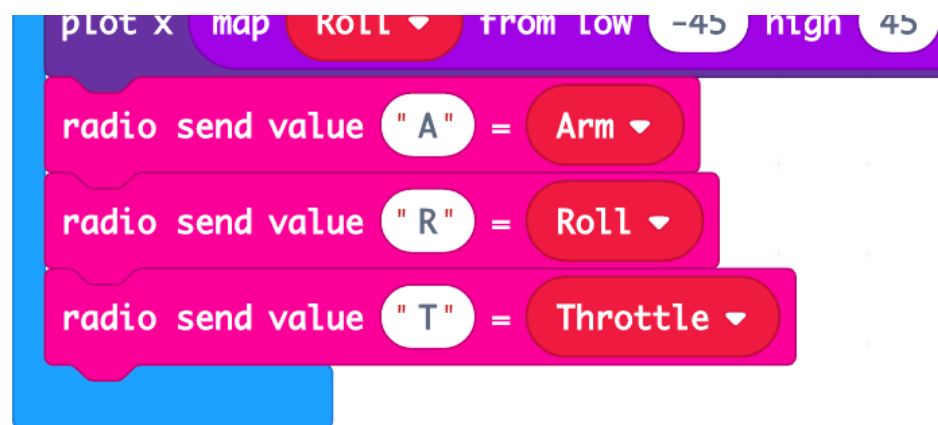 plot x map Roll from low -45 high 45
radio send value "A" = Arm
radio send value "R" = Roll
radio send value "T" = Throttle